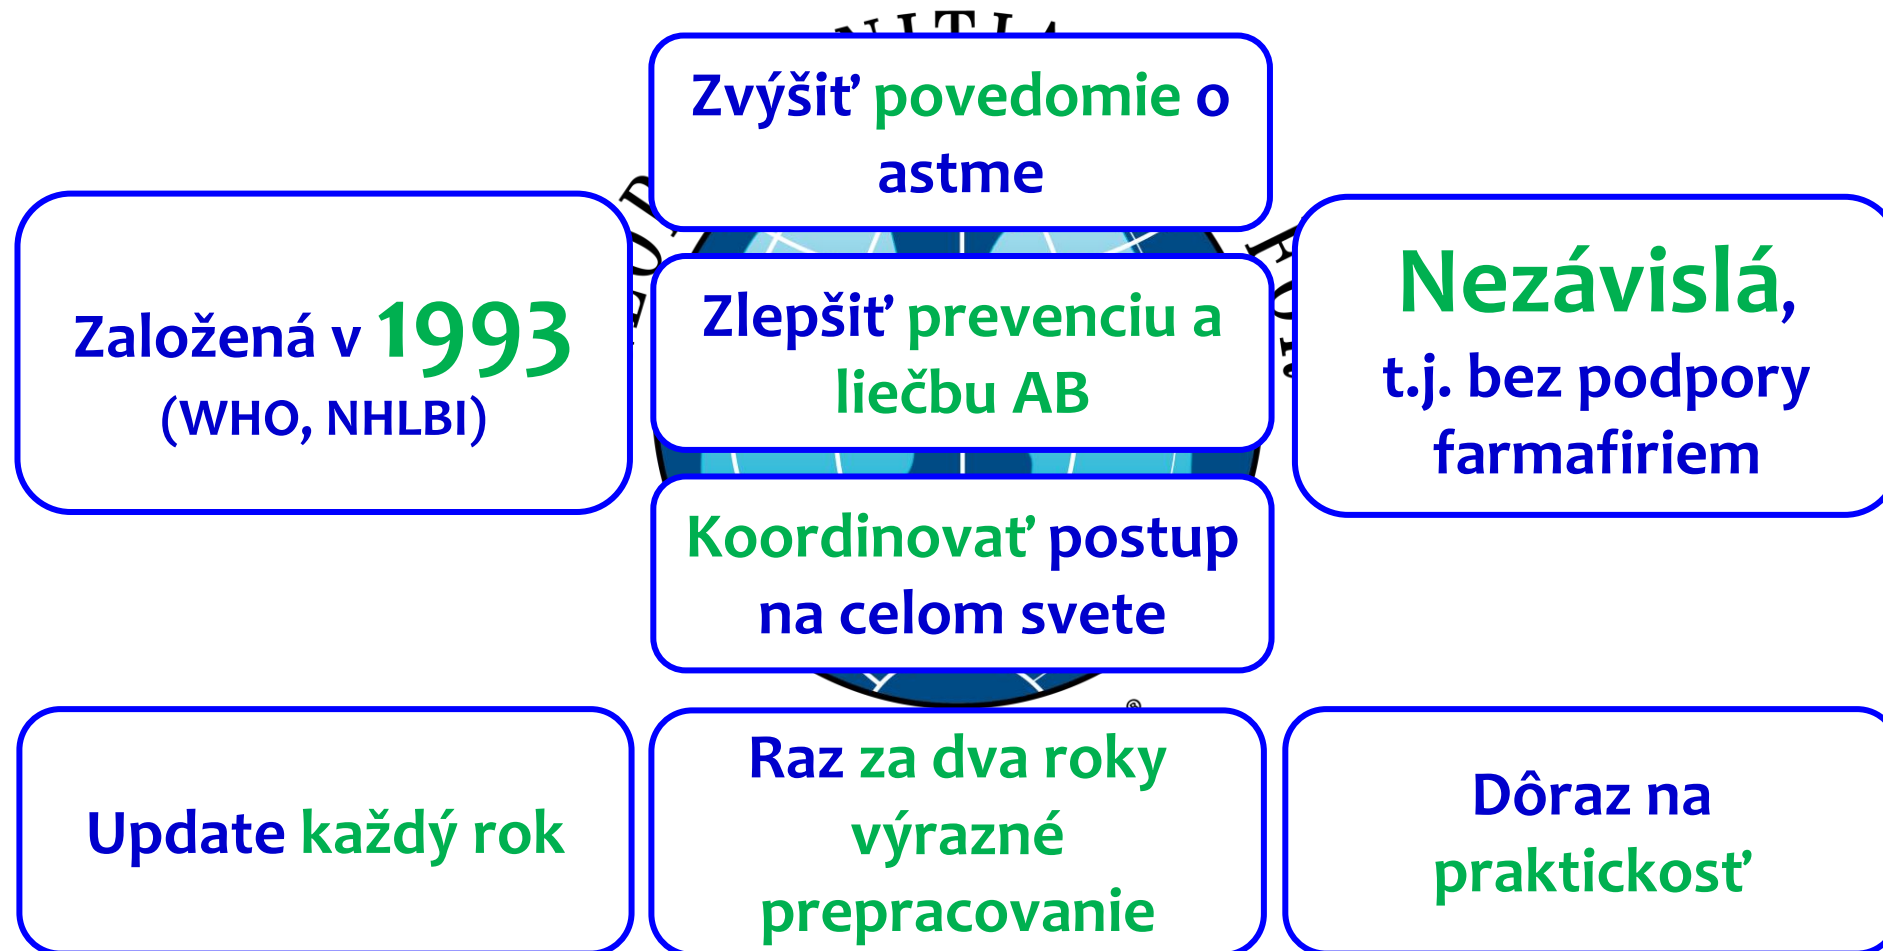 Zvýšiť povedomie o
astme
Založená v 1993
(WHO, NHLBI)
Zlepšiť prevenciu a
liečbu AB
Nezávislá,
t.j. bez podpory
farmafiriem
Koordinovať postup
na celom svete
Update každý rok
Raz za dva roky
výrazné
prepracovanie
Dôraz na
praktickosť